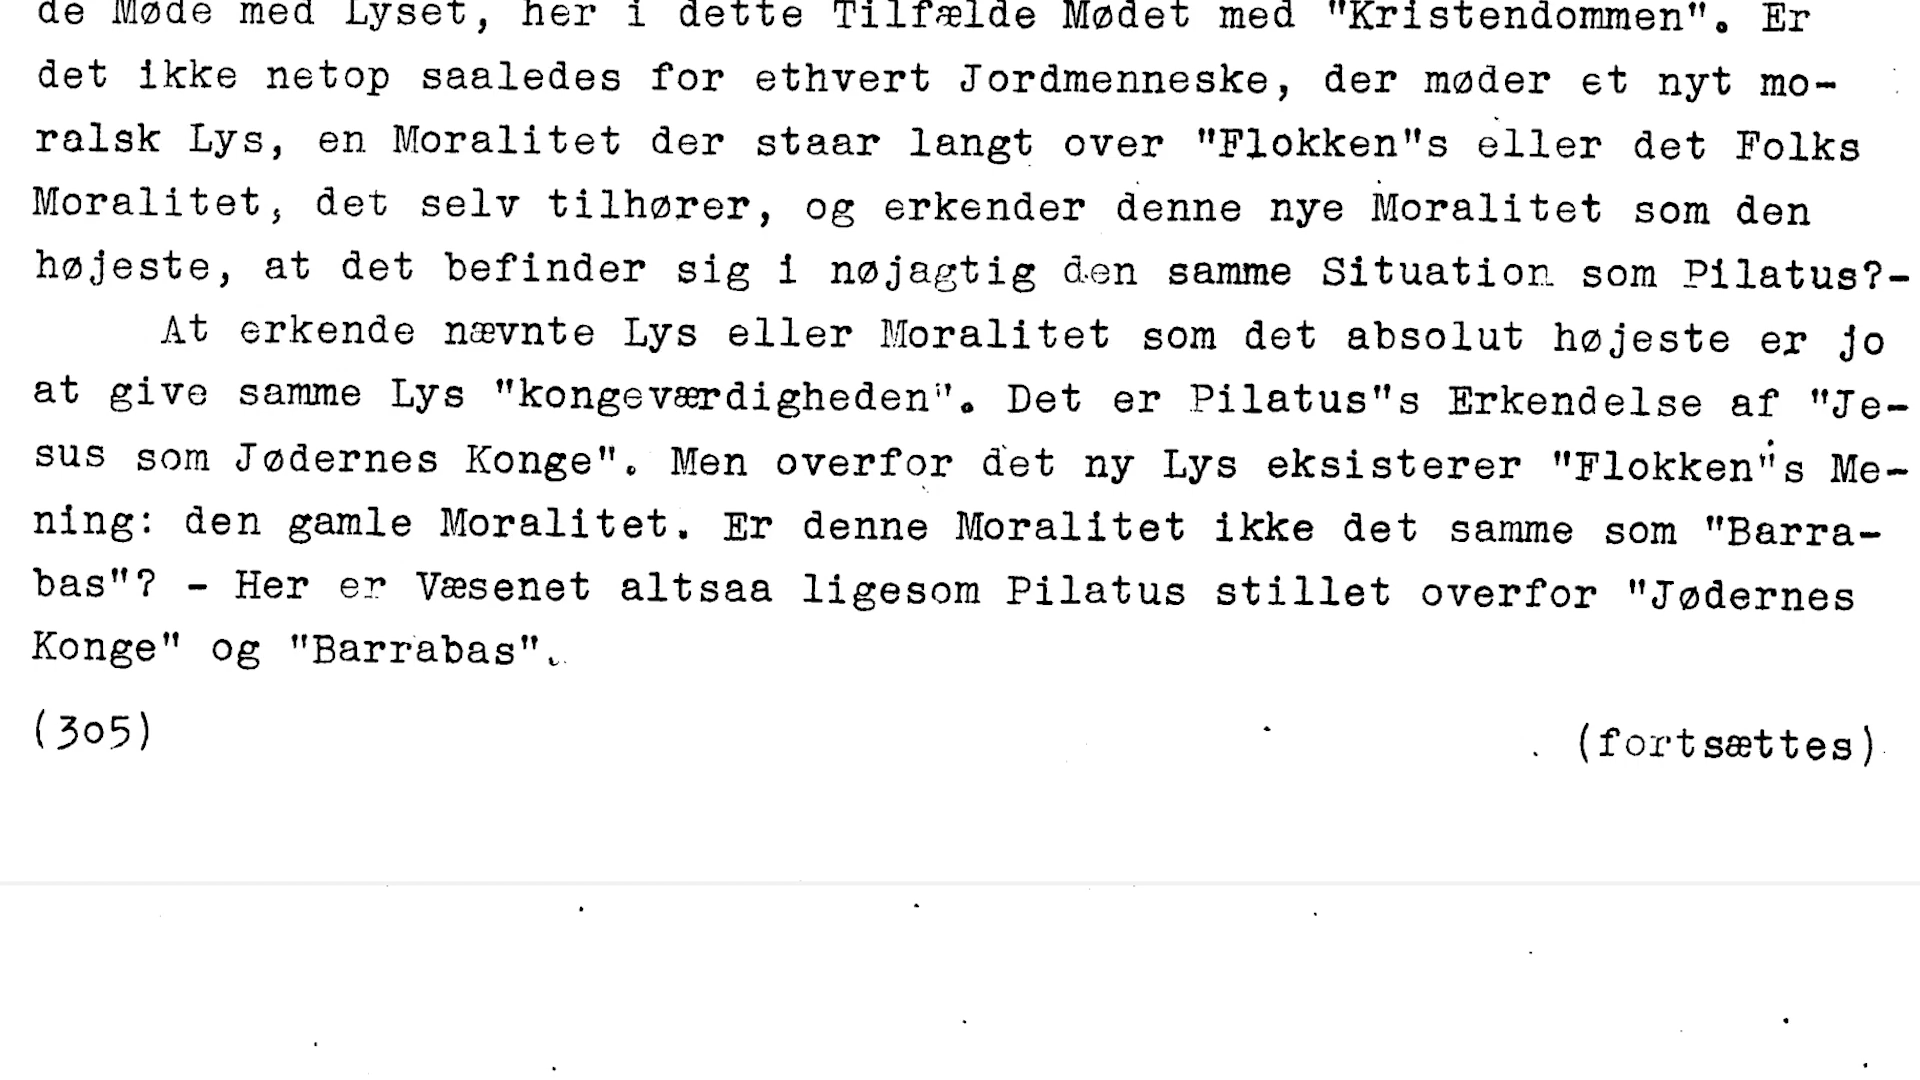 de Møde med Lyset, her i dette Tilfælde Mødet med "Kristendommen". Er
det ikke netop saaledes for ethvert Jordmenneske, der møder et nyt mo-
ralsk Lys, en Moralitet der staar langt over "Flokken"s eller det Folks
Moralitet, det selv tilhører, og erkender denne nye Moralitet som den
højeste, at det befinder sig i nøjagtig den samme Situation som Pilatus?-
At erkende nævnte Lys eller Moralitet som det absolut højeste er jo
at give samme Lys "kongeværdigheden". Det er Pilatus"s Erkendelse af "Je-
sus som Jødernes Konge". Men overfor det ny Lys eksisterer "Flokken"s Me-
ning: den gamle Moralitet. Er denne Moralitet ikke det samme som "Barra-
bas"? - Her er Væsenet altsaa ligesom Pilatus stillet overfor "Jødernes
Konge" og "Barrabas".
(305) (fortsættes)